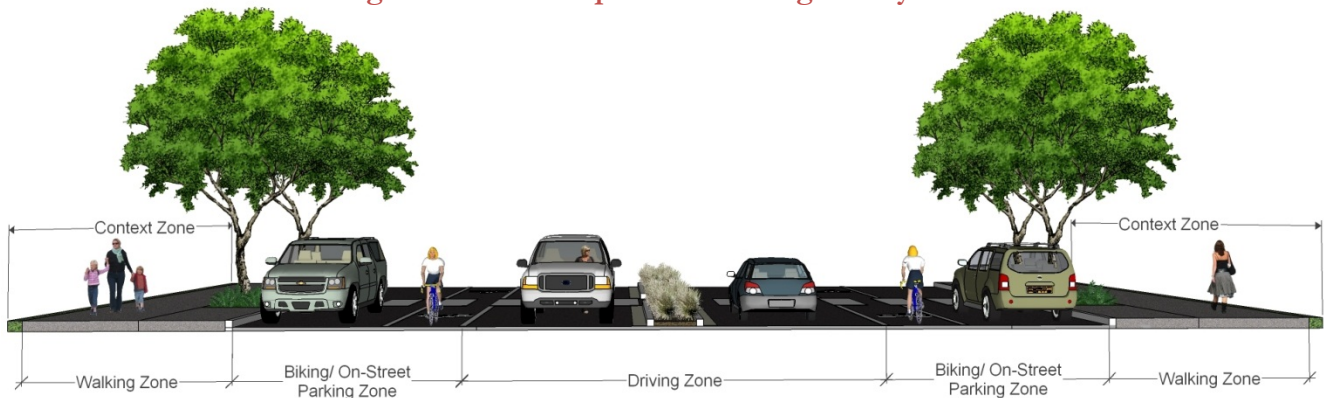 Context Zone
Context Zone
Walking Zone
Biking/ On-Street
Parking Zone
Driving Zone
Biking/ On-Street
Parking Zone
Walking Zone